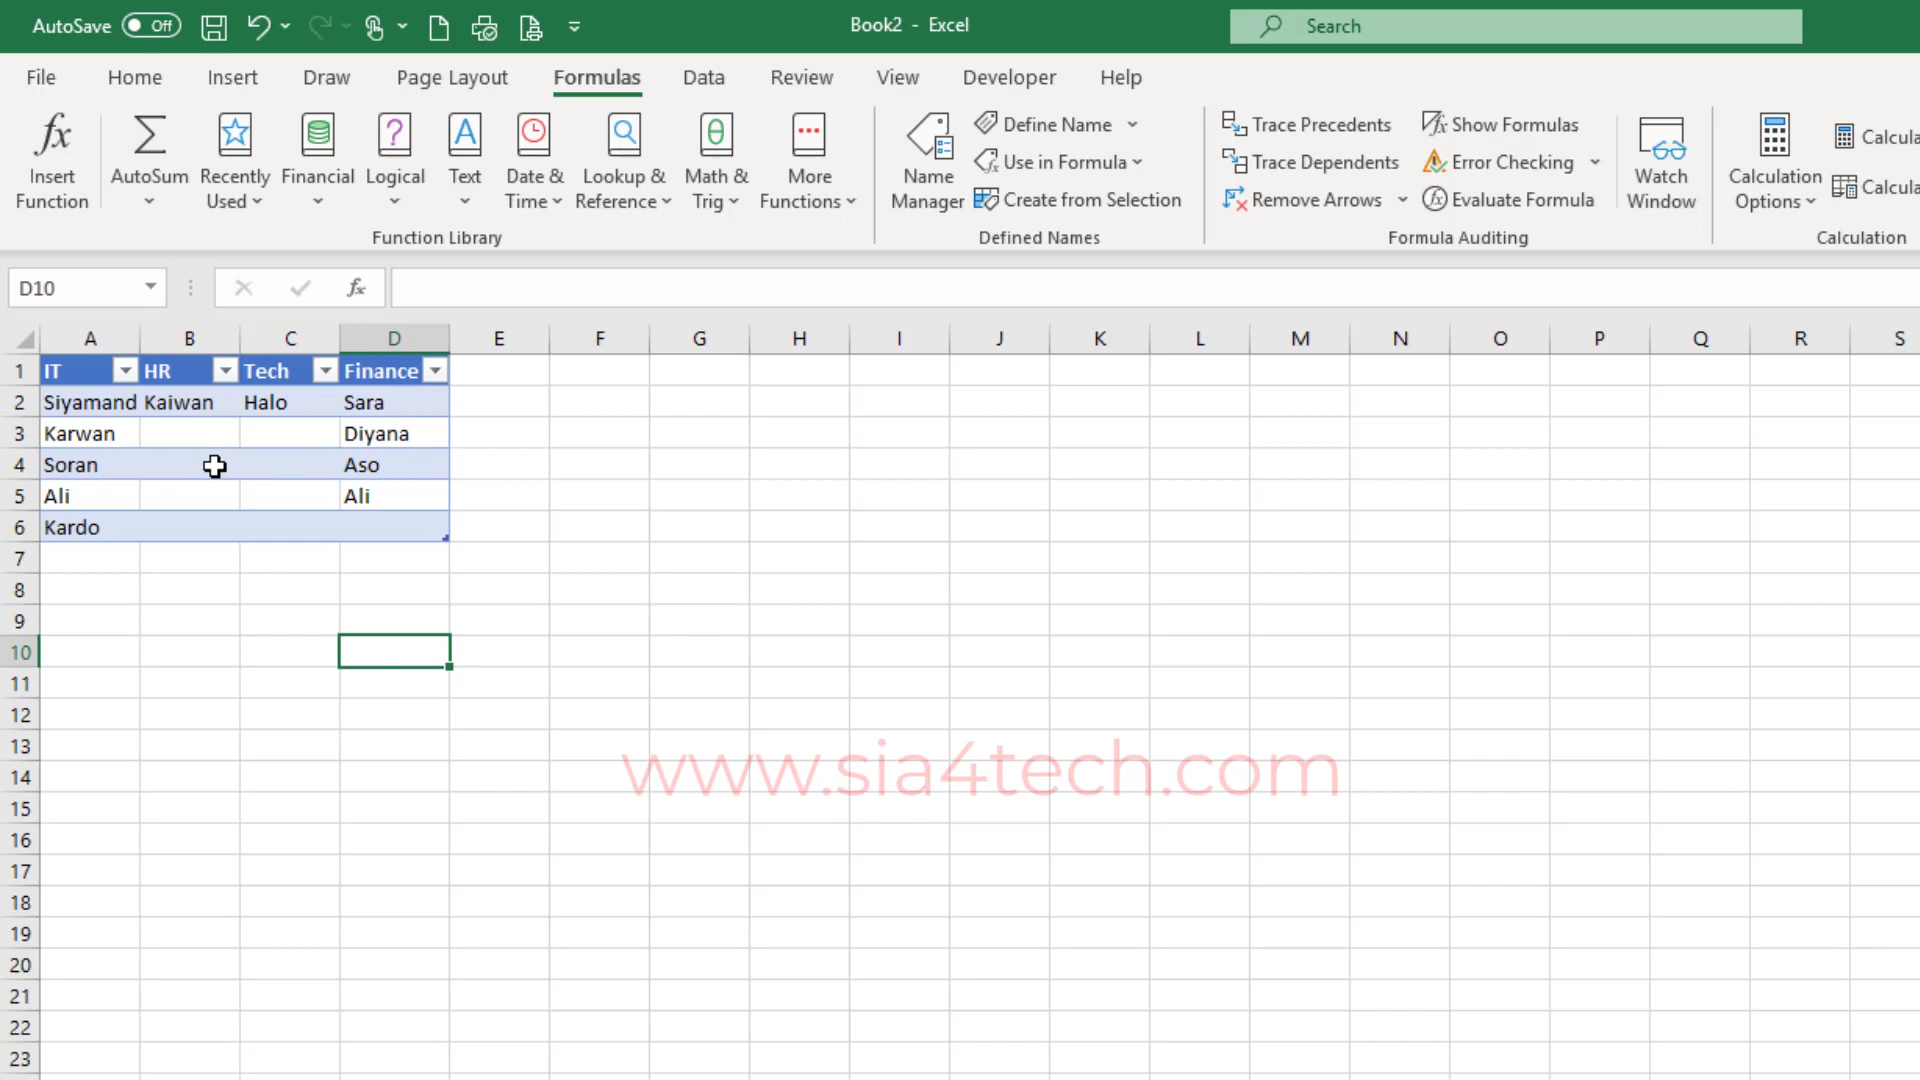 AutoSave Off Book2 - Excel Search
File Home Insert Draw Page Layout Formulas Data Review View Developer Help
Insert Function
AutoSum
Recently Used
Financial
Logical
Text
Date & Time
Lookup & Reference
Math & Trig
More Functions
Function Library
Name Manager
Define Name
Use in Formula
Create from Selection
Defined Names
Trace Precedents
Trace Dependents
Remove Arrows
Show Formulas
Error Checking
Evaluate Formula
Formula Auditing
Watch Window
Calculation Options
Calcula
Calcula
Calculation
D10 fx
A B C D E F G H I J K L M N O P Q R S
1 IT HR Tech Finance
2 Siyamand Kaiwan Halo Sara
3 Karwan Diyana
4 Soran Aso
5 Ali Ali
6 Kardo
7
8
9
10
11
12
13
www.sia4tech.com
14
15
16
17
18
19
20
21
22
23